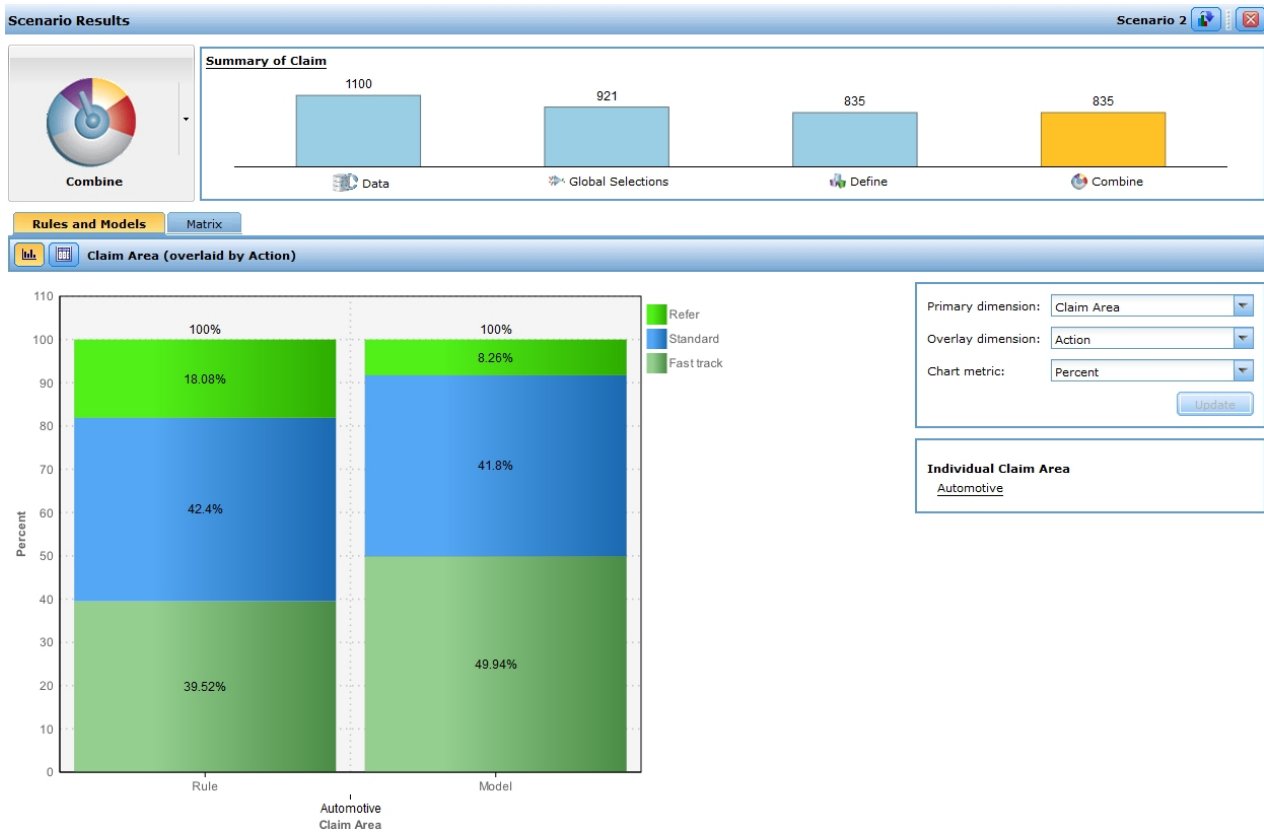 Scenario Results Scenario 2
Summary of Claim
1100 921 835 835
Data Global Selections Define Combine
Combine
Rules and Models Matrix
Claim Area (overlaid by Action)
110
100% 100%
Refer
100
Standard
8.26%
Fast track
18.08%
90
80
70
41.8%
60
42.4%
50
40
30
49.94%
20
39.52%
10
0
Percent
Rule Model
Automotive
Claim Area
Primary dimension: Claim Area
Overlay dimension: Action
Chart metric: Percent
Update
Individual Claim Area
Automotive